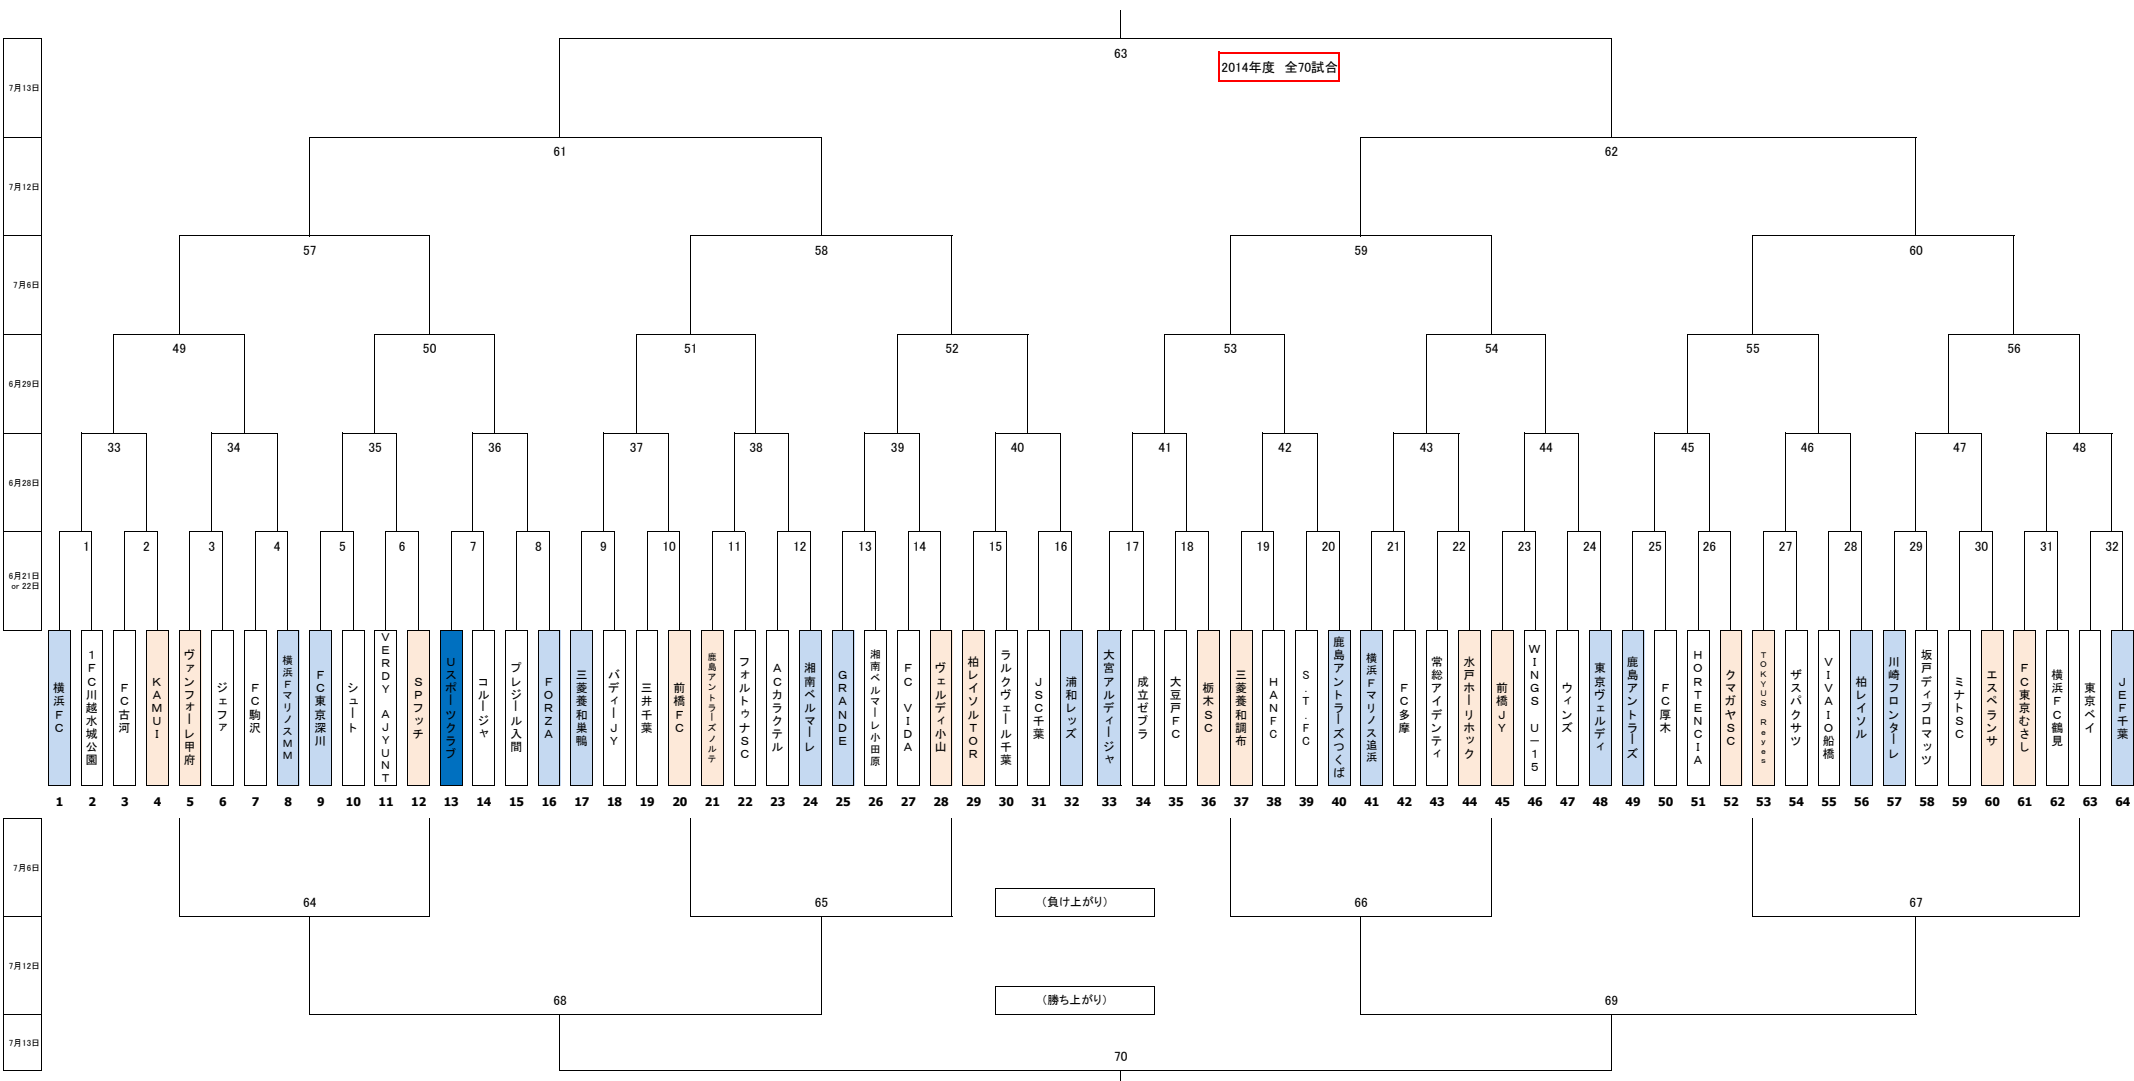 63
2014年度 全70試合
7月13日
61
62
7月12日
57
58
59
60
7月6日
49
50
51
52
53
54
55
56
6月29日
33
34
35
36
37
38
39
40
41
42
43
44
45
46
47
48
6月28日
1
2
3
4
5
6
7
8
9
10
11
12
13
14
15
16
17
18
19
20
21
22
23
24
25
26
27
28
29
30
31
32
6月21日
or 22日
横浜FC
1FC川越水城公園
FC古河
KAMUI
ヴァンフォーレ甲府
ジェファ
FC駒沢
横浜FマリノスMM
FC東京深川
シュート
VERDY AJYUNT
SPフッチ
Uスポーツクラブ
コルージャ
プレジール入間
FORZA
三菱養和巣鴨
バディーJY
三井千葉
前橋FC
鹿島アントラーズノルテ
フォルトゥナSC
ACカラクテル
湘南ベルマーレ
GRANDE
湘南ベルマーレ小田原
FC VIDA
ヴェルディ小山
柏レイソルTOR
ラルクヴェール千葉
JSC千葉
浦和レッズ
大宮アルディージャ
成立ゼブラ
大豆戸FC
栃木SC
三菱養和調布
HANFC
S.T.FC
鹿島アントラーズつくば
横浜Fマリノス追浜
FC多摩
常総アイデンティ
水戸ホーリホック
前橋JY
WINGS U-15
ウィンズ
東京ヴェルディ
鹿島アントラーズ
FC厚木
HORTENCIA
クマガヤSC
TOKYUS Reyes
ザスパクサツ
VIVAIO船橋
柏レイソル
川崎フロンターレ
坂戸ディプロマッツ
ミナトSC
エスペランサ
FC東京むさし
横浜FC鶴見
東京ベイ
JEF千葉
1
2
3
4
5
6
7
8
9
10
11
12
13
14
15
16
17
18
19
20
21
22
23
24
25
26
27
28
29
30
31
32
33
34
35
36
37
38
39
40
41
42
43
44
45
46
47
48
49
50
51
52
53
54
55
56
57
58
59
60
61
62
63
64
7月6日
64
65
(負け上がり)
66
67
7月12日
68
(勝ち上がり)
69
7月13日
70